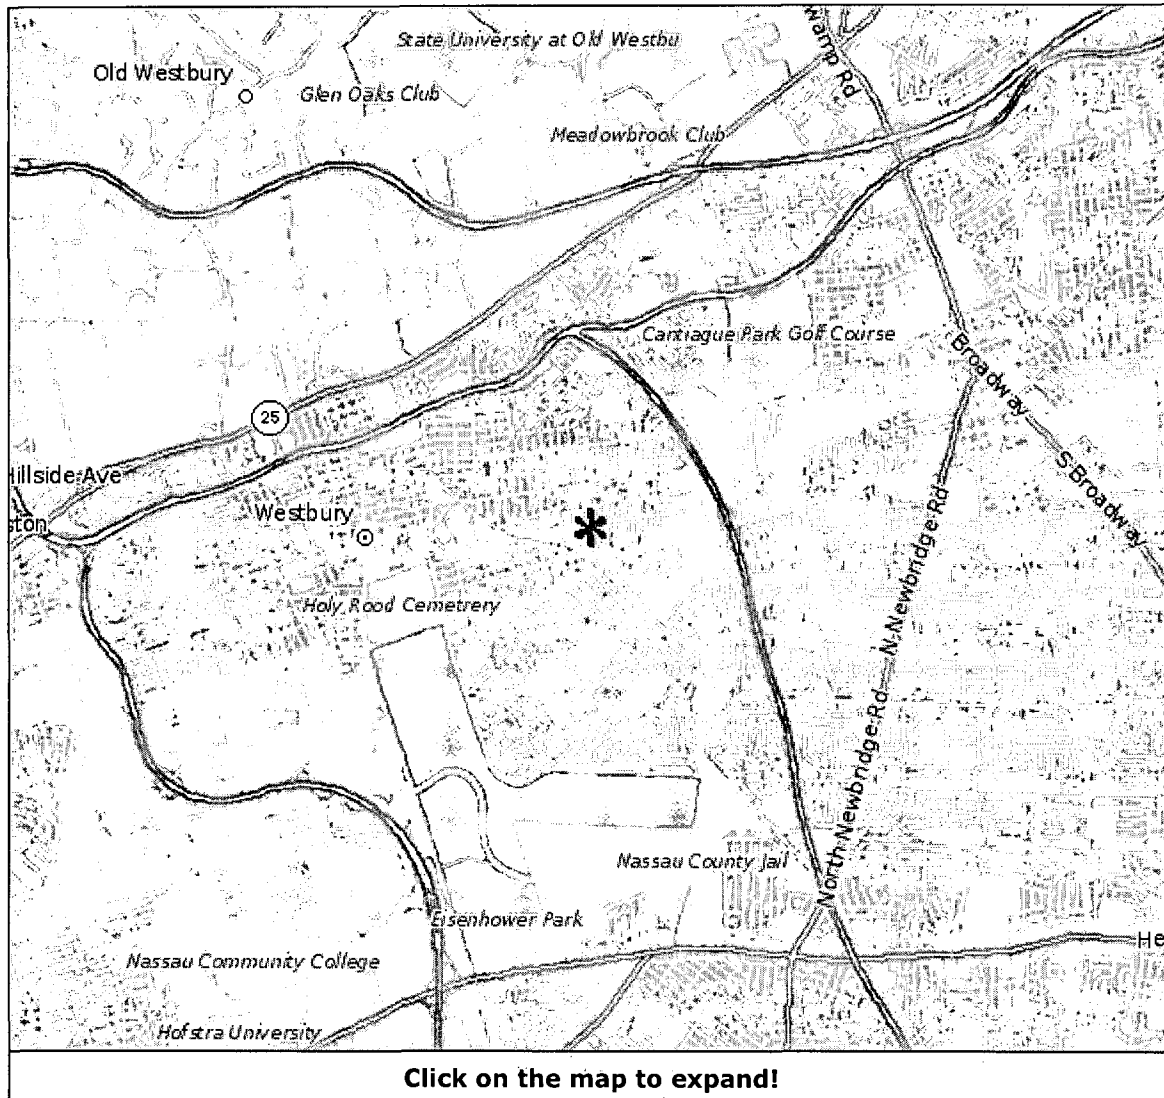 State University at Old Westbu
Old Westbury
Glen Oaks Club
wamp Rd
Meadowbrook Club
Cantiague Park Golf Course
Broadway
25
Hillside Ave
S Broadway
ston
Westbury
N Newbridge Rd
Holy Rood Cemetrery
North Newbridge Rd
Nassau County Jail
Eisenhower Park
He
Nassau Community College
Hofstra University
Click on the map to expand!